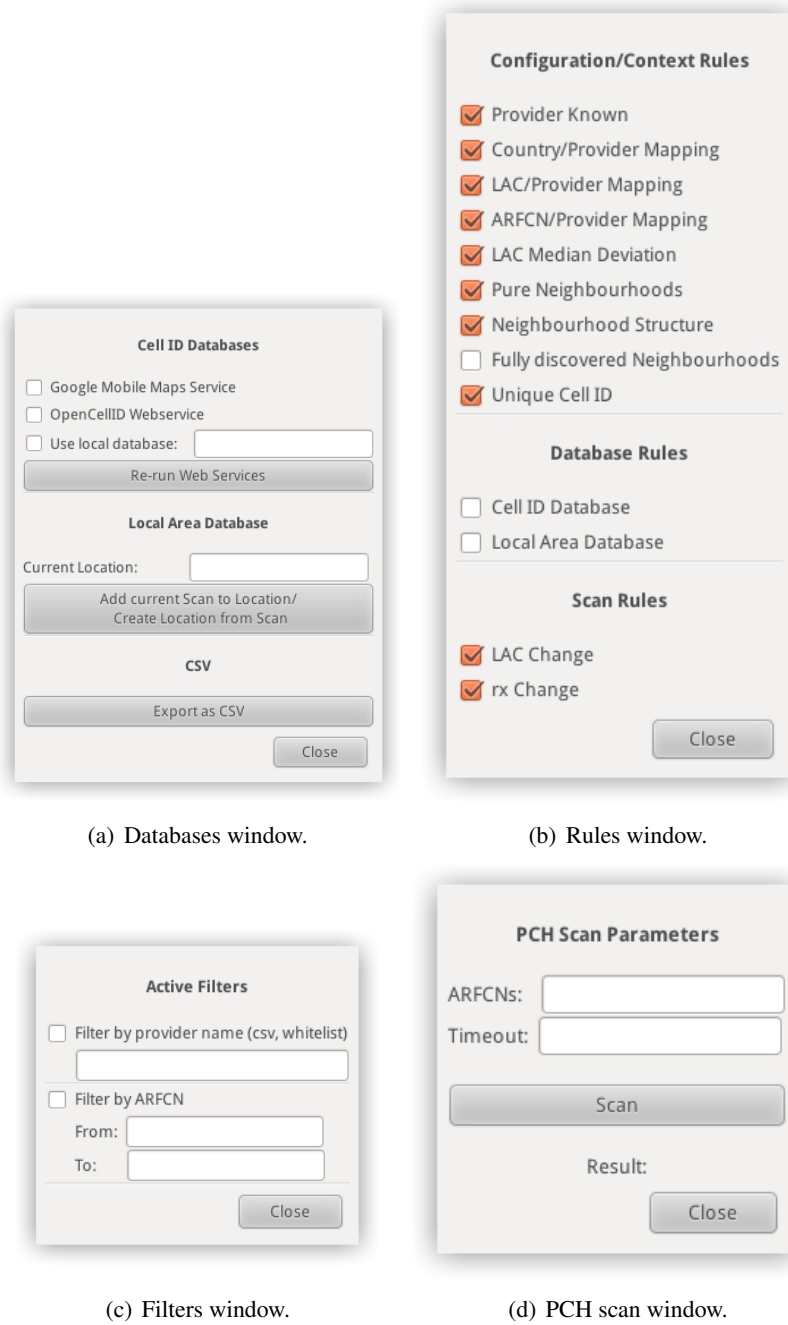 Cell ID Databases
Google Mobile Maps Service
OpenCellID Webservice
Use local database:
Re-run Web Services
Local Area Database
Current Location:
Add current Scan to Location/
Create Location from Scan
CSV
Export as CSV
Close
(a) Databases window.
Configuration/Context Rules
Provider Known
Country/Provider Mapping
LAC/Provider Mapping
ARFCN/Provider Mapping
LAC Median Deviation
Pure Neighbourhoods
Neighbourhood Structure
Fully discovered Neighbourhoods
Unique Cell ID
Database Rules
Cell ID Database
Local Area Database
Scan Rules
LAC Change
rx Change
Close
(b) Rules window.
Active Filters
Filter by provider name (csv, whitelist)
Filter by ARFCN
From:
To:
Close
(c) Filters window.
PCH Scan Parameters
ARFCNs:
Timeout:
Scan
Result:
Close
(d) PCH scan window.